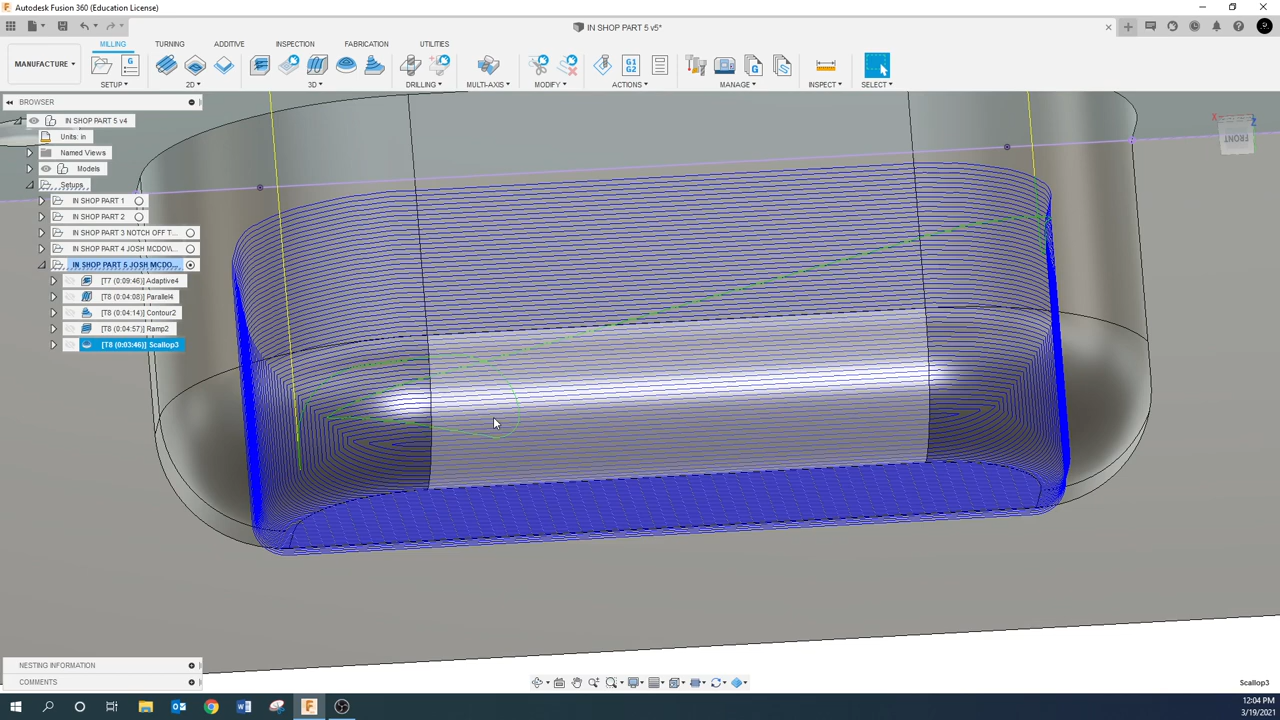 Autodesk Fusion 360 (Education License)
IN SHOP PART 5 v5*
MILLING TURNING ADDITIVE INSPECTION FABRICATION UTILITIES
MANUFACTURE
G
G1
G2
G
SETUP 2D 3D DRILLING MULTI-AXIS MODIFY ACTIONS MANAGE INSPECT SELECT
BROWSER
IN SHOP PART 5 v4
Units: in
Named Views
Models
Setups
IN SHOP PART 1
IN SHOP PART 2
IN SHOP PART 3 NOTCH OFF T...
IN SHOP PART 4 JOSH MCDOW...
IN SHOP PART 5 JOSH MCDO...
[T7 (0:09:46)] Adaptive4
[T8 (0:04:08)] Parallel4
[T8 (0:04:14)] Contour2
[T8 (0:04:57)] Ramp2
[T8 (0:03:46)] Scallop3
X
Z
FRONT
NESTING INFORMATION
COMMENTS
Scallop3
12:04 PM
3/19/2021